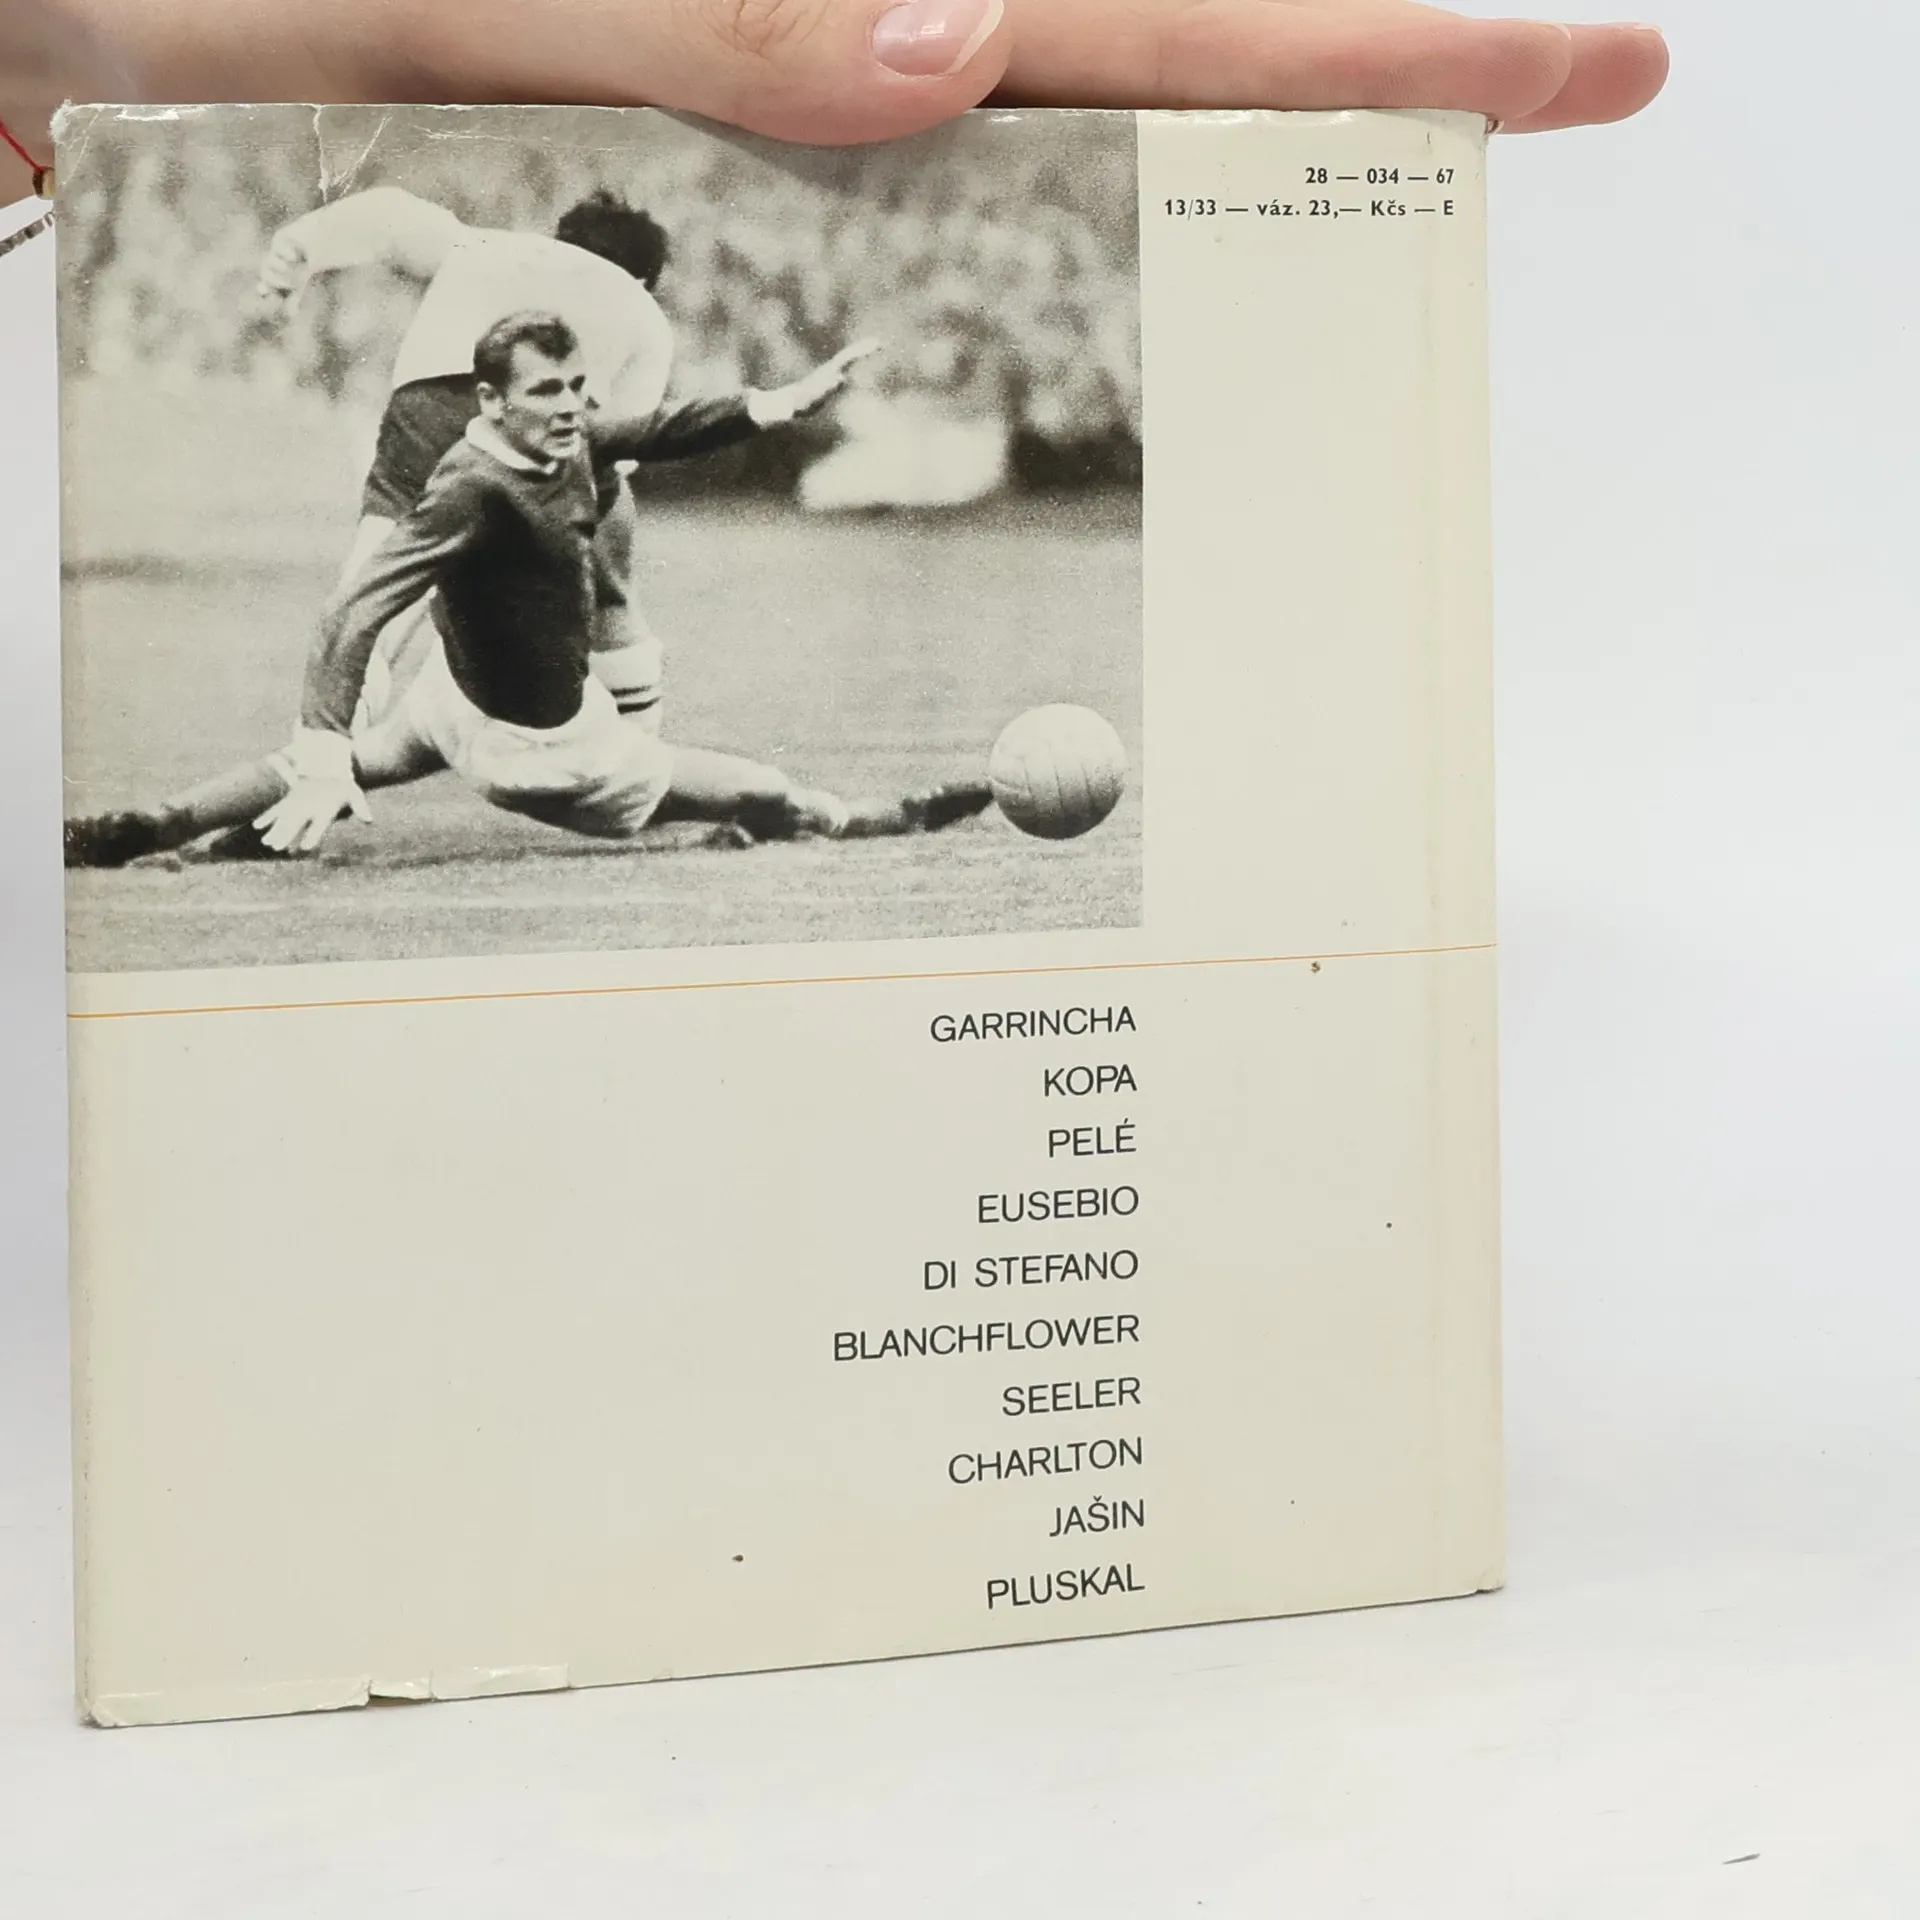 28 — 034 — 67
13/33 — váz. 23,— Kčs — E
GARRINCHA
KOPA
PELÉ
EUSEBIO
DI STEFANO
BLANCHFLOWER
SEELER
CHARLTON
JAŠIN
PLUSKAL